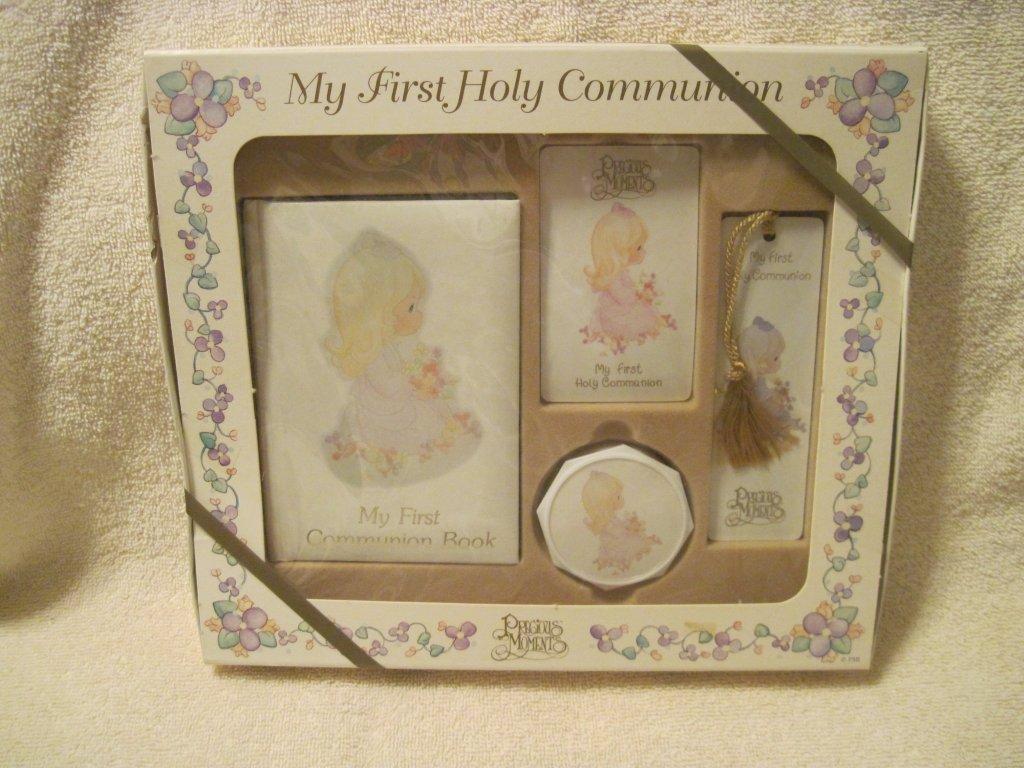 My First Holy Communion
PRECIOUS
MOMENTS
My First
Holy Communion
My First
y Communion
PRECIOUS
MOMENTS
My First
Communion Book
PRECIOUS
MOMENTS